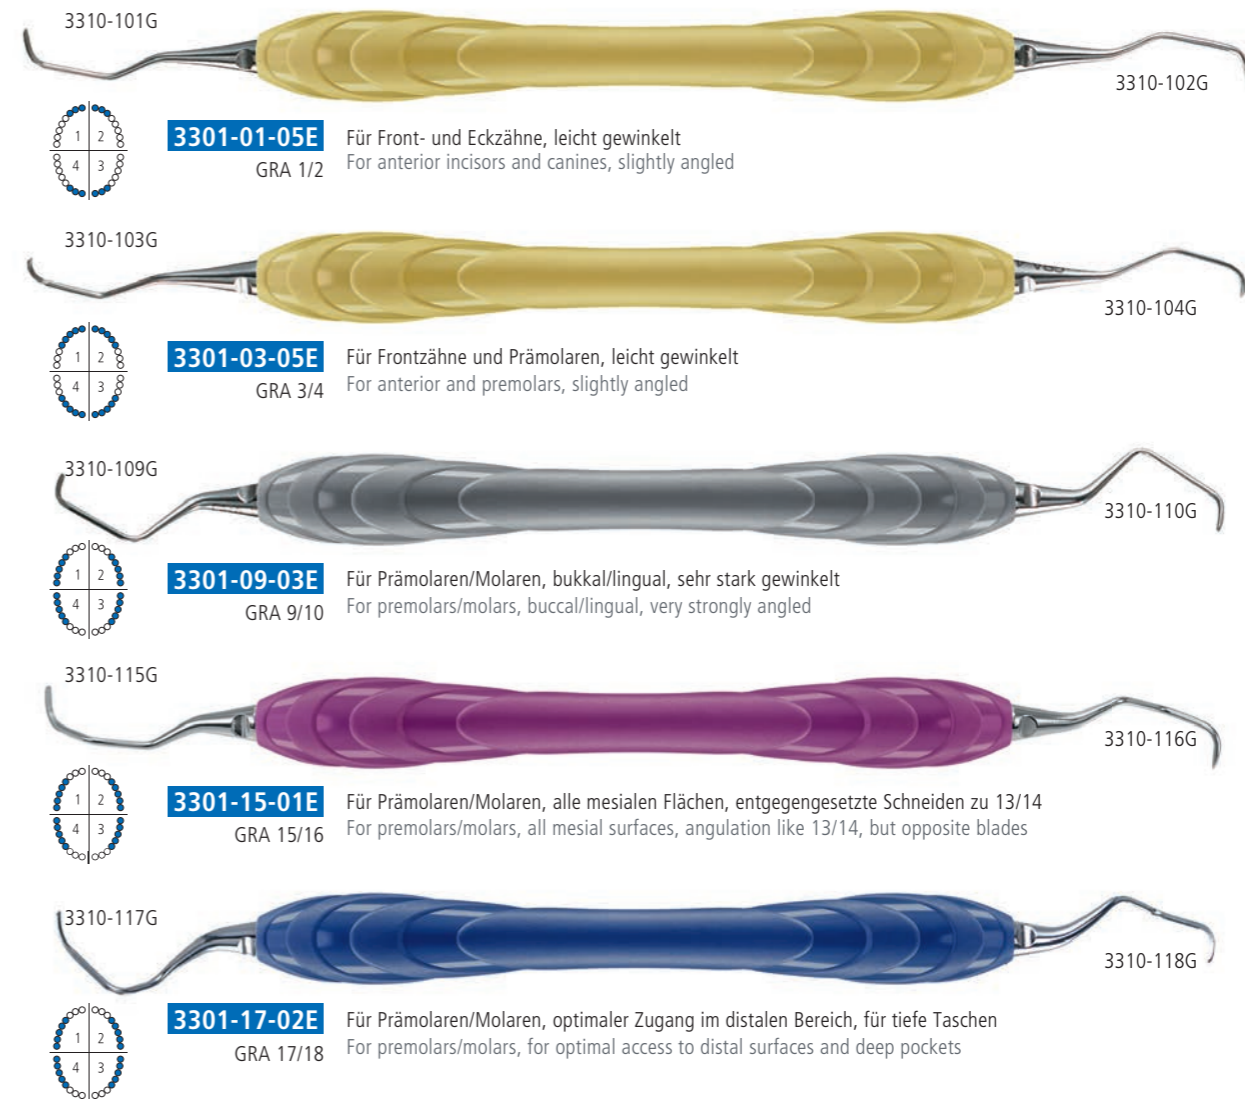 3310-101G
3310-102G
1 2
4 3
3301-01-05E
GRA 1/2
Für Front- und Eckzähne, leicht gewinkelt
For anterior incisors and canines, slightly angled
3310-103G
3310-104G
1 2
4 3
3301-03-05E
GRA 3/4
Für Frontzähne und Prämolaren, leicht gewinkelt
For anterior and premolars, slightly angled
3310-109G
3310-110G
1 2
4 3
3301-09-03E
GRA 9/10
Für Prämolaren/Molaren, bukkal/lingual, sehr stark gewinkelt
For premolars/molars, buccal/lingual, very strongly angled
3310-115G
3310-116G
1 2
4 3
3301-15-01E
GRA 15/16
Für Prämolaren/Molaren, alle mesialen Flächen, entgegengesetzte Schneiden zu 13/14
For premolars/molars, all mesial surfaces, angulation like 13/14, but opposite blades
3310-117G
3310-118G
1 2
4 3
3301-17-02E
GRA 17/18
Für Prämolaren/Molaren, optimaler Zugang im distalen Bereich, für tiefe Taschen
For premolars/molars, for optimal access to distal surfaces and deep pockets